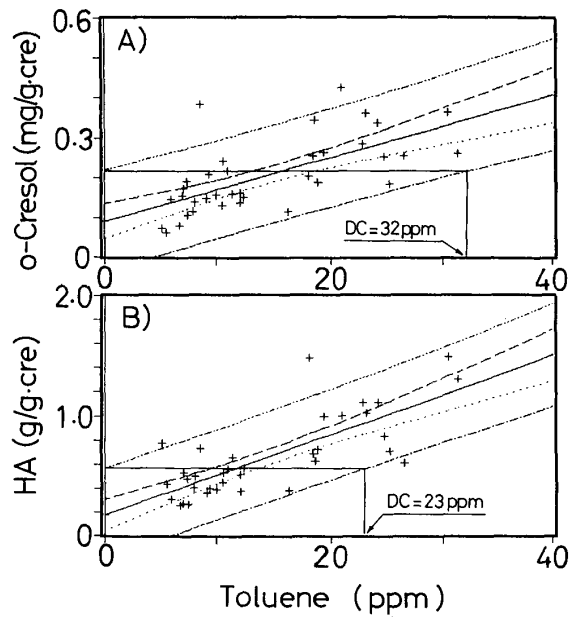 0.6
A)
0.3
0
o-Cresol (mg/g·cre)
DC=32ppm
0
20
40
2.0
B)
1.0
0
HA (g/g·cre)
DC=23ppm
0
20
40
Toluene (ppm)